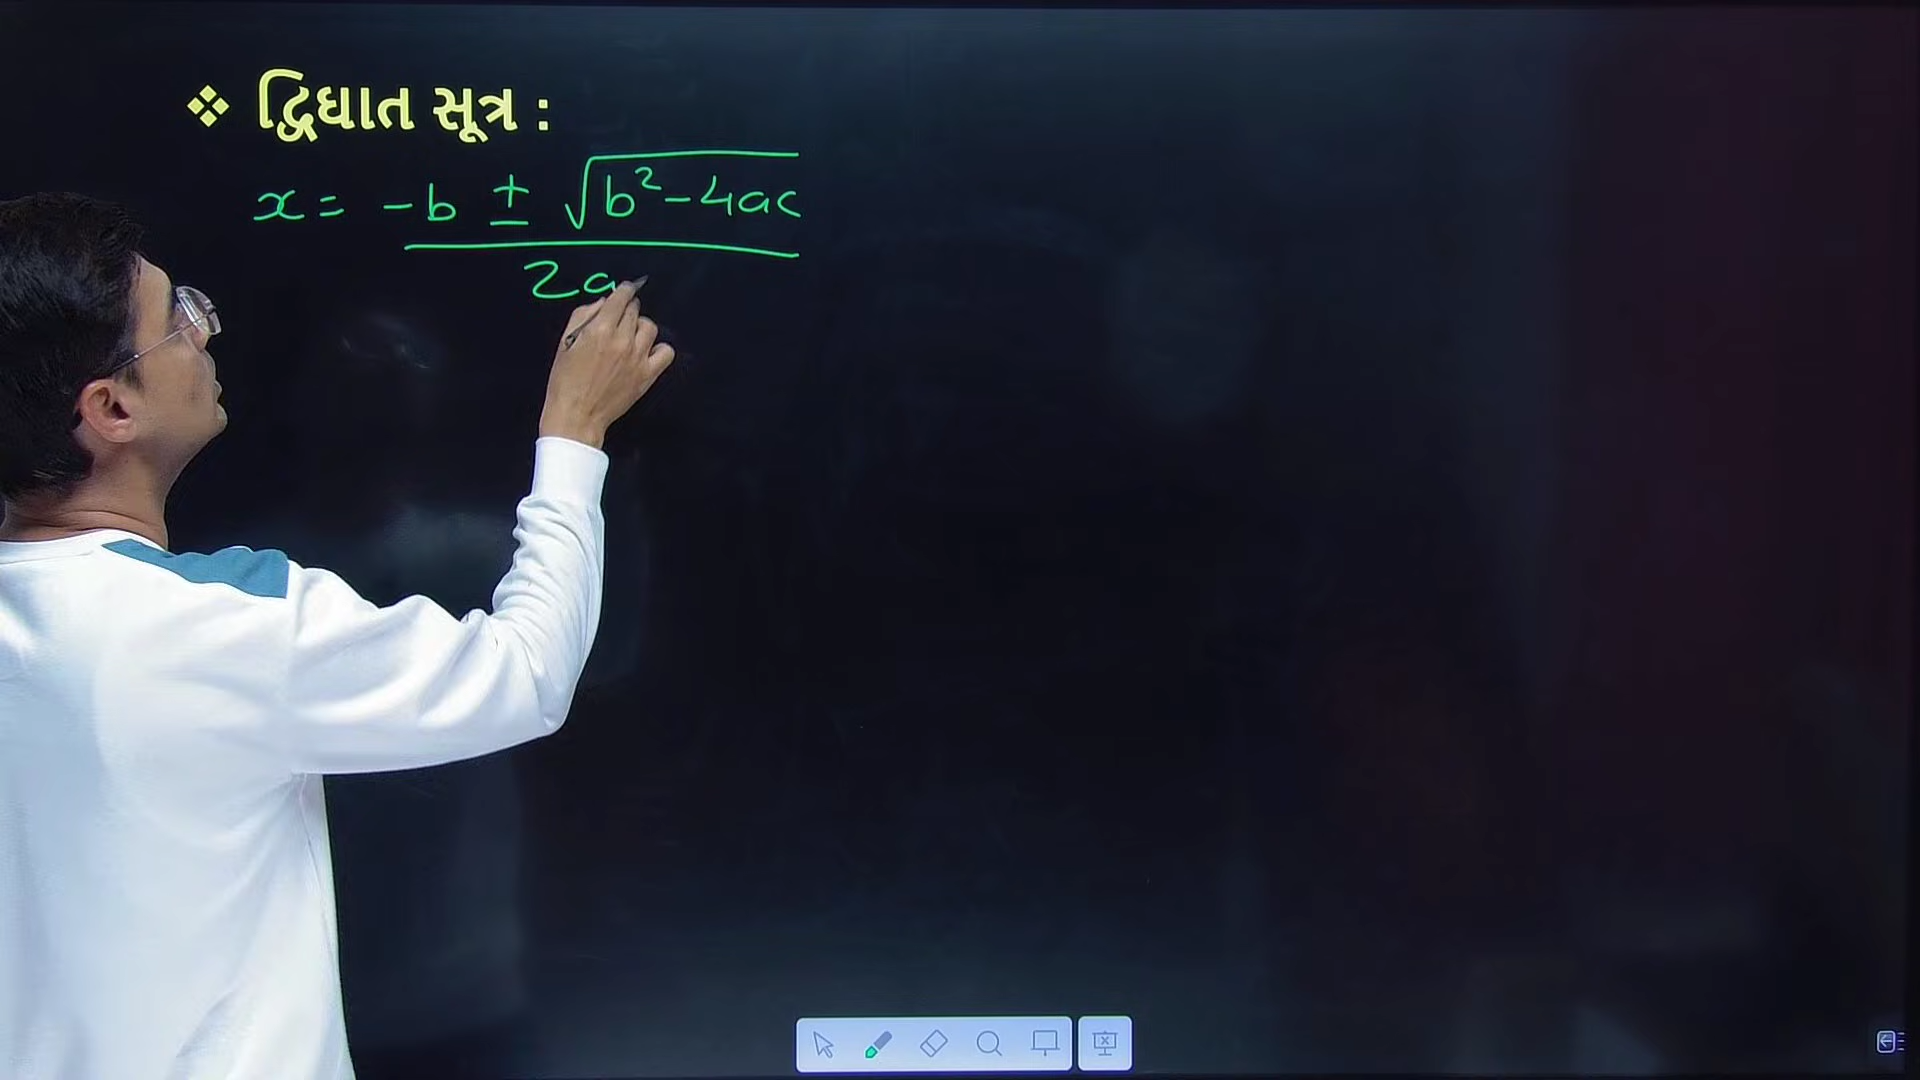 ❖ દ્વિઘાત સૂત્ર :
x = -b ± √b²-4ac
2a